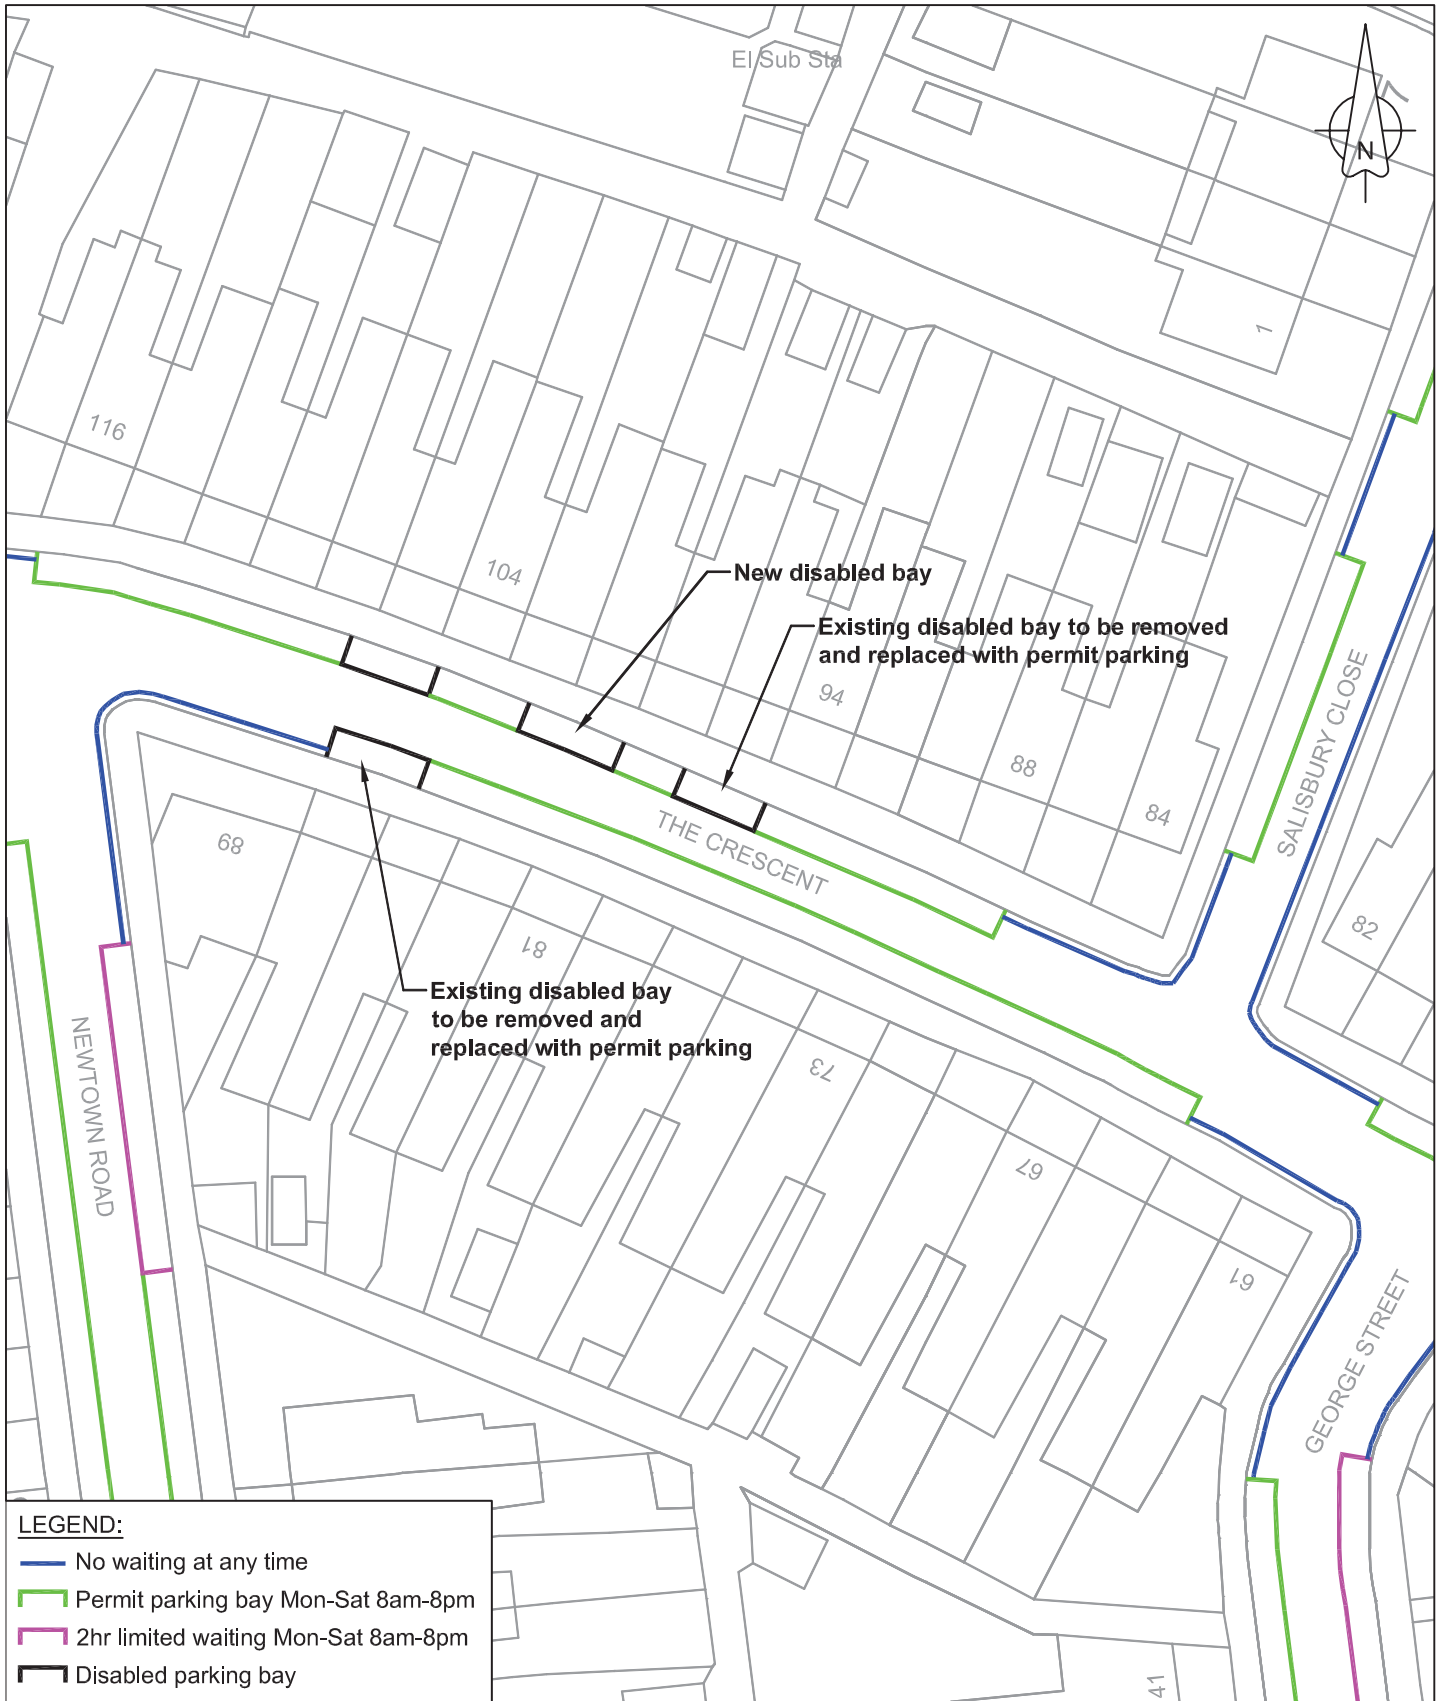 El Sub Sta
N
1
116
104
New disabled bay
Existing disabled bay to be removed
and replaced with permit parking
94
88
84
SALISBURY CLOSE
THE CRESCENT
68
81
82
Existing disabled bay
to be removed and
replaced with permit parking
NEWTOWN ROAD
73
67
61
GEORGE STREET
41
LEGEND:
No waiting at any time
Permit parking bay Mon-Sat 8am-8pm
2hr limited waiting Mon-Sat 8am-8pm
Disabled parking bay